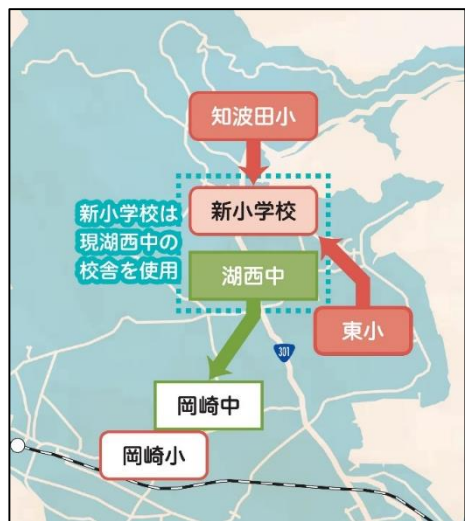 知波田小
新小学校は
現湖西中の
校舎を使用
新小学校
湖西中
東小
301
岡崎中
岡崎小